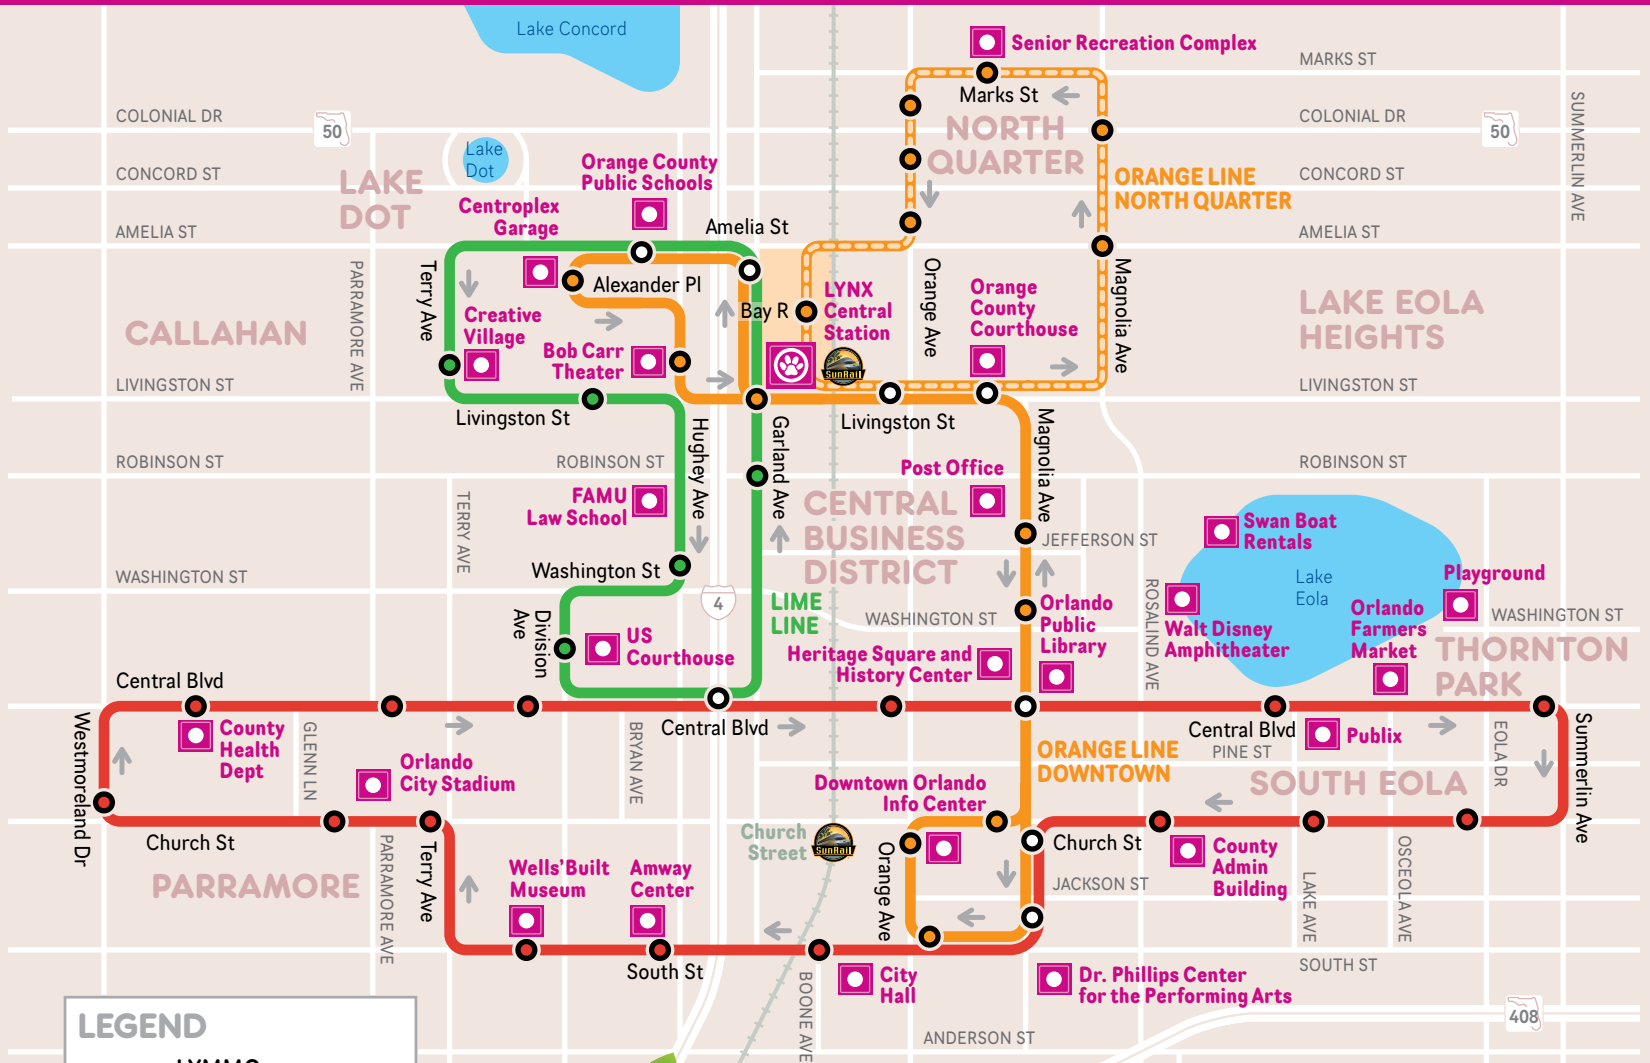 Lake Concord
Senior Recreation Complex
MARKS ST
Marks St
SUMMERLIN AVE
COLONIAL DR
50
COLONIAL DR
50
NORTH
QUARTER
Lake
Dot
Orange County
Public Schools
CONCORD ST
LAKE
DOT
ORANGE LINE
NORTH QUARTER
CONCORD ST
Centroplex
Garage
Amelia St
AMELIA ST
AMELIA ST
PARRAMORE AVE
Terry Ave
Alexander Pl
Bay R
LYNX
Central
Station
Orange Ave
Orange
County
Courthouse
Magnolia Ave
LAKE EOLA
HEIGHTS
CALLAHAN
Creative
Village
Bob Carr
Theater
SunRail
LIVINGSTON ST
LIVINGSTON ST
Livingston St
Livingston St
Hughey Ave
Garland Ave
Magnolia Ave
ROBINSON ST
ROBINSON ST
ROBINSON ST
Post Office
FAMU
Law School
TERRY AVE
CENTRAL
BUSINESS
DISTRICT
JEFFERSON ST
Swan Boat
Rentals
Lake
Eola
Playground
WASHINGTON ST
Washington St
4
LIME
LINE
WASHINGTON ST
Orlando
Public
Library
ROSALIND AVE
Walt Disney
Amphitheater
Orlando
Farmers
Market
WASHINGTON ST
THORNTON
PARK
Division
Ave
US
Courthouse
Heritage Square and
History Center
Central Blvd
Central Blvd
Central Blvd
Westmoreland Dr
County
Health
Dept
GLENN LN
BRYAN AVE
Orlando
City Stadium
ORANGE LINE
DOWNTOWN
PINE ST
Publix
EOLA DR
Summerlin Ave
SOUTH EOLA
Downtown Orlando
Info Center
Church St
Church
Street
SunRail
Church St
PARRAMORE
PARRAMORE AVE
Terry Ave
Wells'Built
Museum
Amway
Center
Orange Ave
JACKSON ST
County
Admin
Building
LAKE AVE
OSCEOLA AVE
South St
BOONE AVE
City
Hall
Dr. Phillips Center
for the Performing Arts
SOUTH ST
408
ANDERSON ST
LEGEND
LYMMO